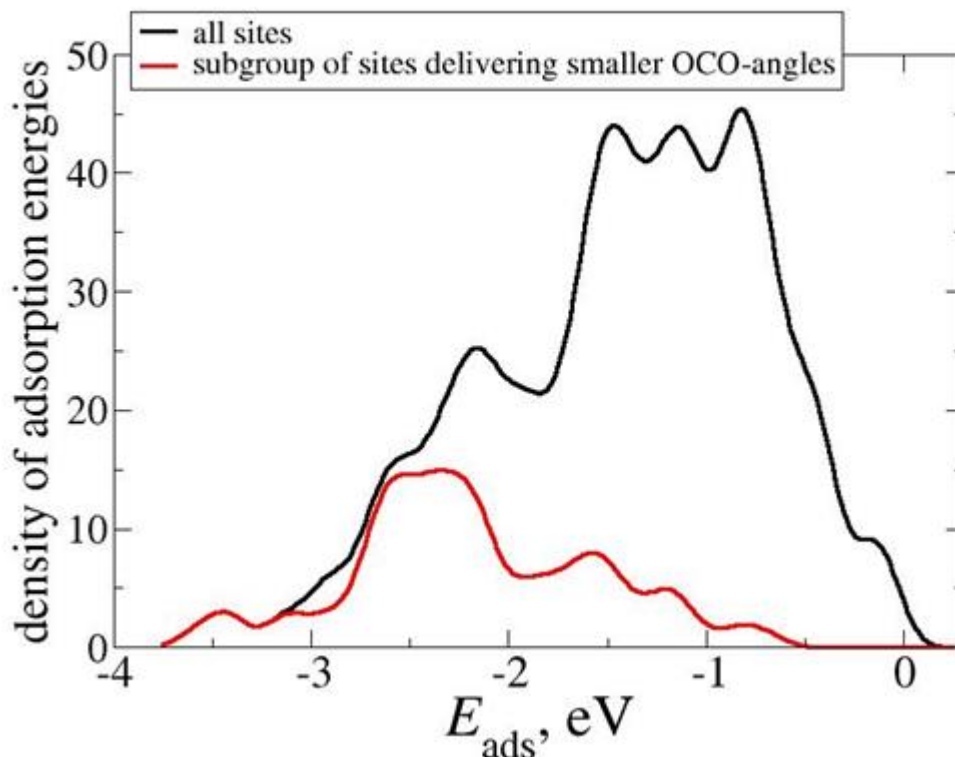 all sites
subgroup of sites delivering smaller OCO-angles
density of adsorption energies
50
40
30
20
10
0
-4 -3 -2 -1 0
E_ads, eV